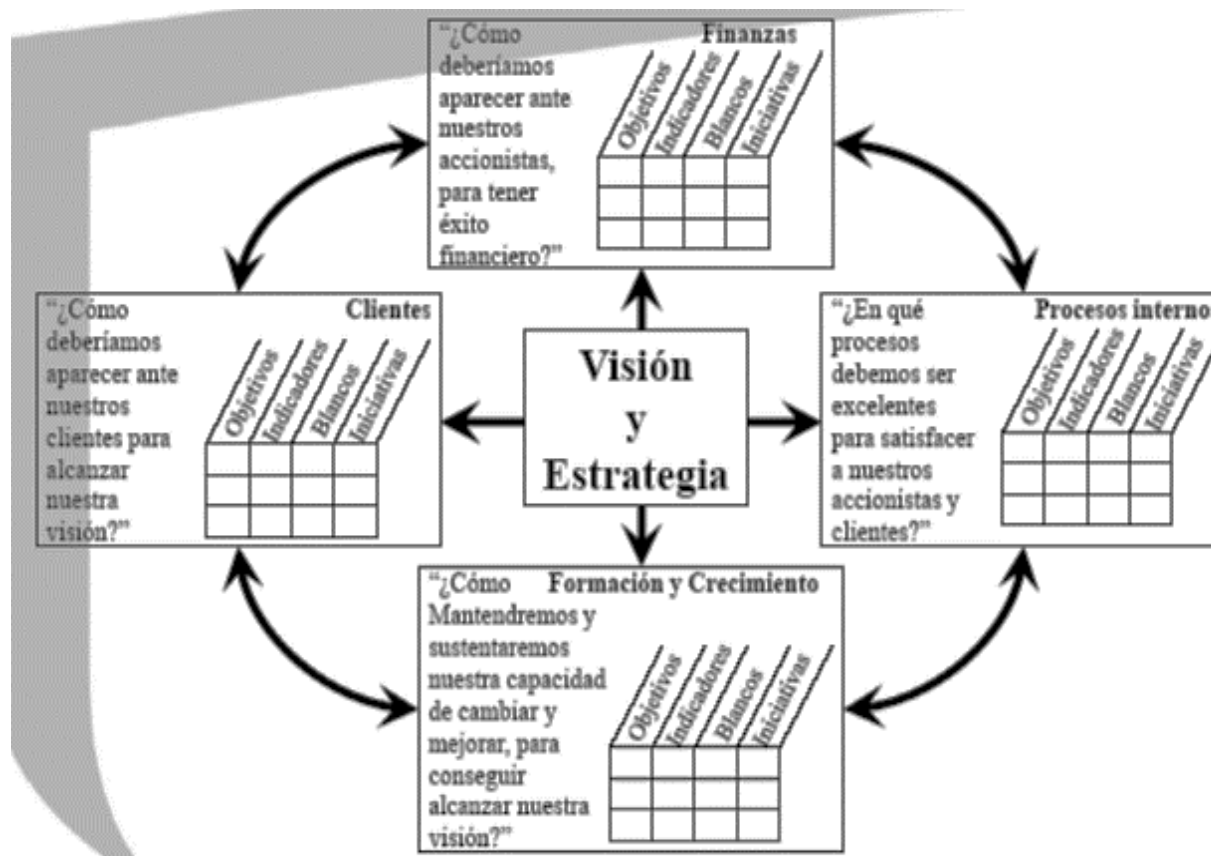 Finanzas
“¿Cómo
deberíamos
aparecer ante
nuestros
accionistas,
para tener
éxito
financiero?”
Objetivos
Indicadores
Blancos
Iniciativas
Clientes
“¿Cómo
deberíamos
aparecer ante
nuestros
clientes para
alcanzar
nuestra
visión?”
Objetivos
Indicadores
Blancos
Iniciativas
Visión
y
Estrategia
Procesos interno
“¿En qué
procesos
debemos ser
excelentes
para satisfacer
a nuestros
accionistas y
clientes?”
Objetivos
Indicadores
Blancos
Iniciativas
Formación y Crecimiento
“¿Cómo
Mantendremos y
sustentaremos
nuestra capacidad
de cambiar y
mejorar, para
conseguir
alcanzar nuestra
visión?”
Objetivos
Indicadores
Blancos
Iniciativas